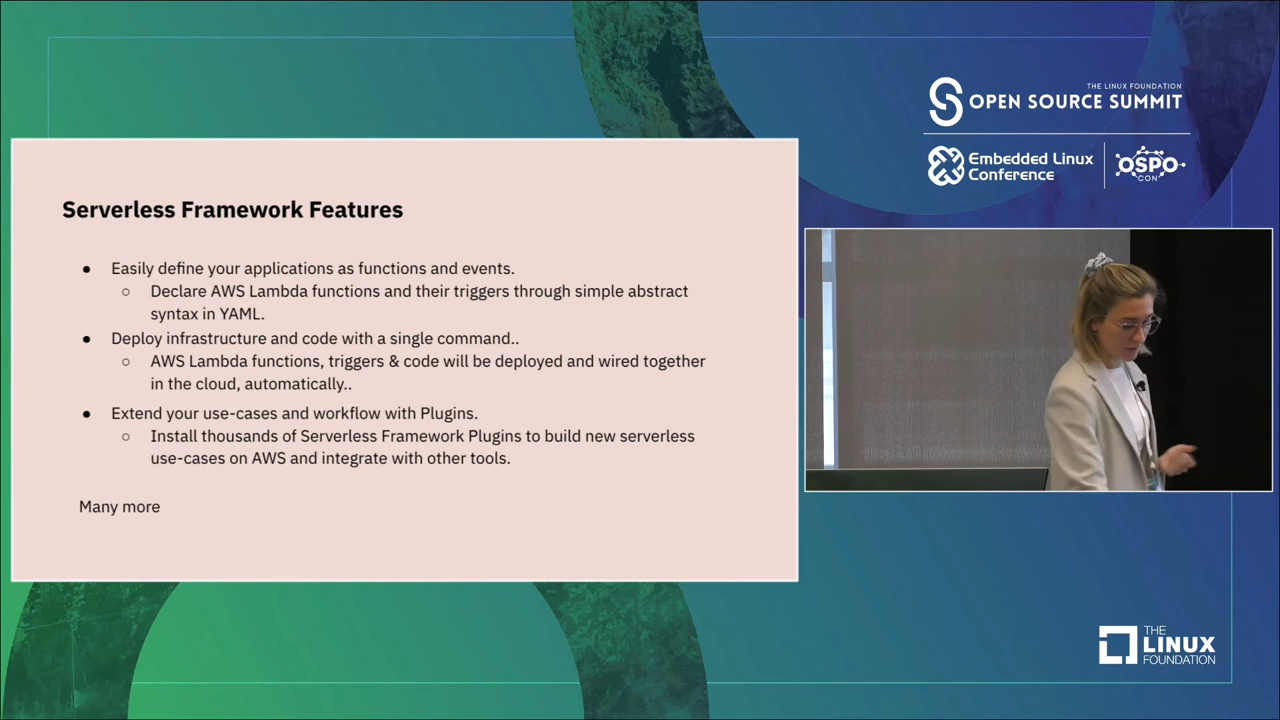 THE LINUX FOUNDATION
OPEN SOURCE SUMMIT
Embedded Linux
Conference
OSPO
CON
Serverless Framework Features
● Easily define your applications as functions and events.
○ Declare AWS Lambda functions and their triggers through simple abstract
syntax in YAML.
● Deploy infrastructure and code with a single command..
○ AWS Lambda functions, triggers & code will be deployed and wired together
in the cloud, automatically..
● Extend your use-cases and workflow with Plugins.
○ Install thousands of Serverless Framework Plugins to build new serverless
use-cases on AWS and integrate with other tools.
Many more
THE
LINUX
FOUNDATION